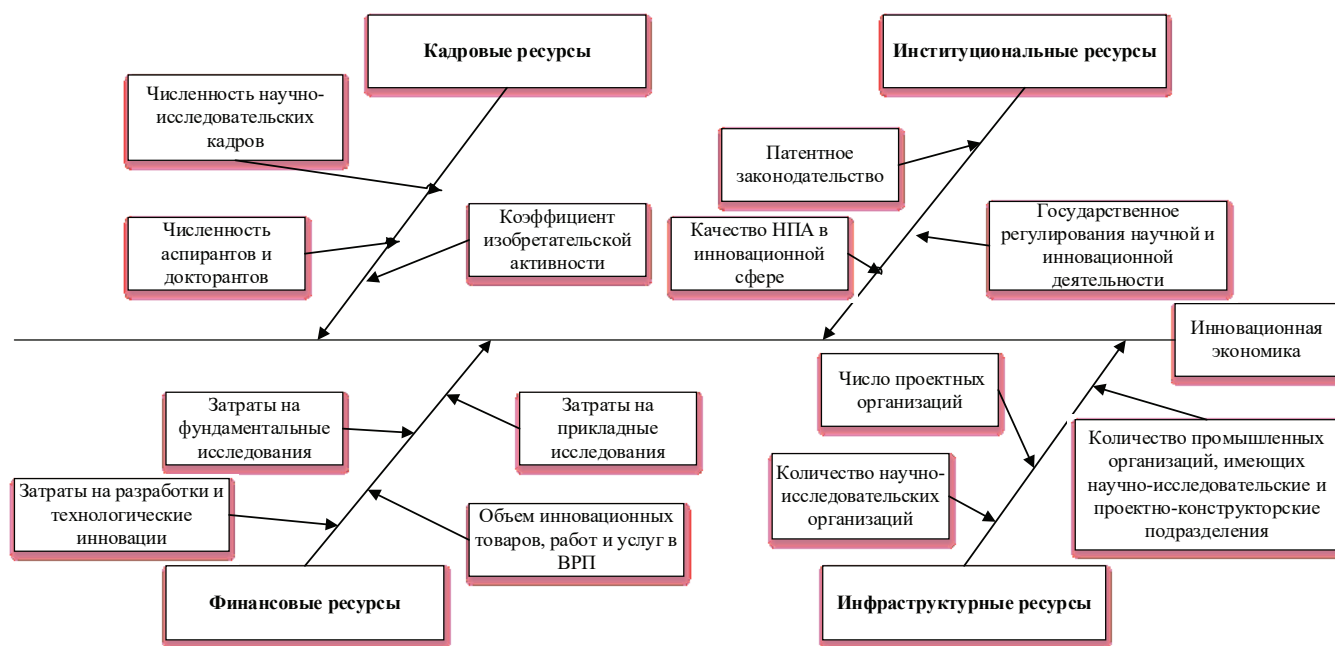 Кадровые ресурсы
Институциональные ресурсы
Численность научно-
исследовательских
кадров
Патентное
законодательство
Численность
аспирантов и
докторантов
Коэффициент
изобретательской
активности
Качество НПА в
инновационной
сфере
Государственное
регулирования научной и
инновационной
деятельности
Инновационная
экономика
Затраты на
фундаментальные
исследования
Затраты на
прикладные
исследования
Число проектных
организаций
Количество промышленных
организаций, имеющих
научно-исследовательские и
проектно-конструкторские
подразделения
Затраты на разработки и
технологические
инновации
Объем инновационных
товаров, работ и услуг в
ВРП
Количество научно-
исследовательских
организаций
Финансовые ресурсы
Инфраструктурные ресурсы